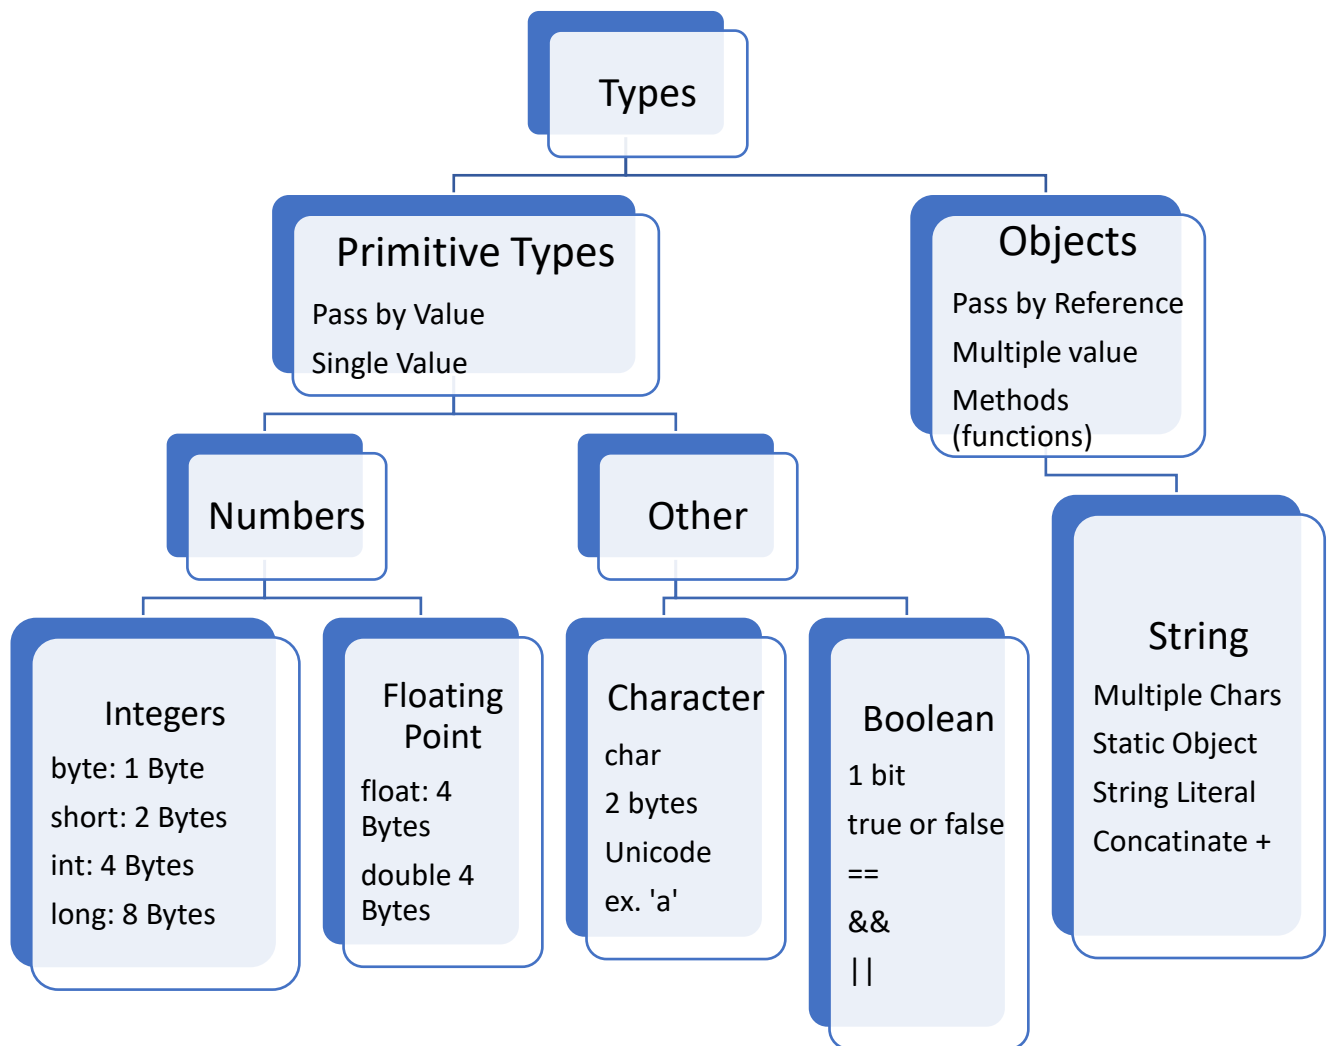 Types
Primitive Types
Pass by Value
Single Value
Objects
Pass by Reference
Multiple value
Methods
(functions)
Numbers
Other
Integers
byte: 1 Byte
short: 2 Bytes
int: 4 Bytes
long: 8 Bytes
Floating
Point
float: 4
Bytes
double 4
Bytes
Character
char
2 bytes
Unicode
ex. 'a'
Boolean
1 bit
true or false
==
&&
||
String
Multiple Chars
Static Object
String Literal
Concatinate +